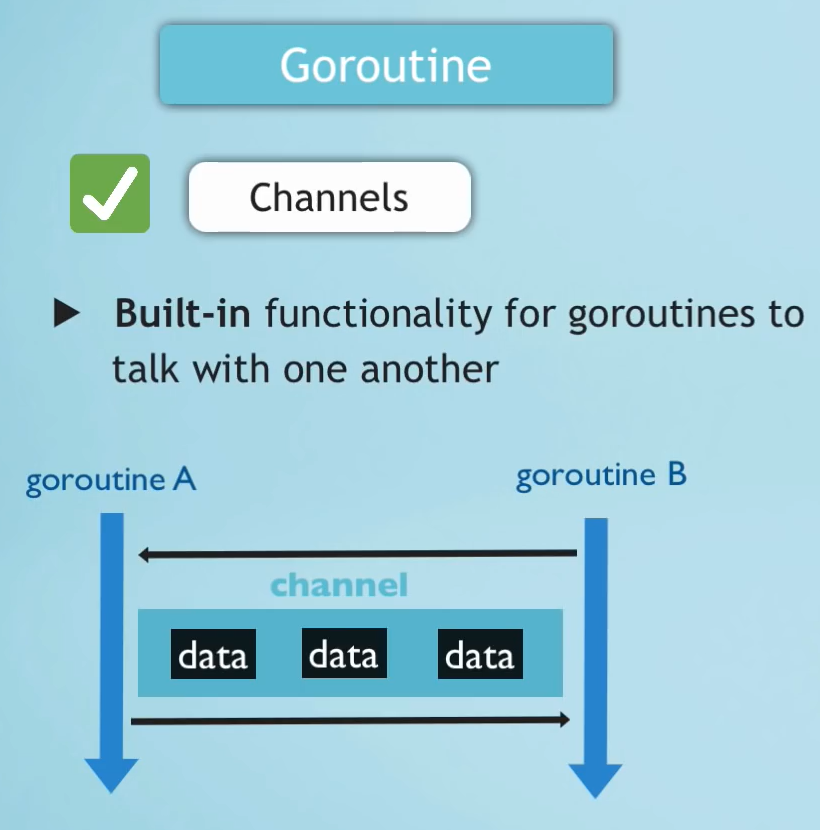 Goroutine
Channels
Built-in functionality for goroutines to
talk with one another
goroutine A
goroutine B
channel
data data data